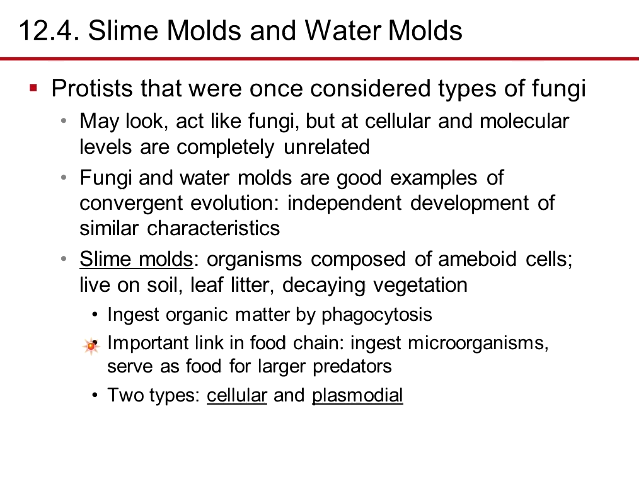 12.4. Slime Molds and Water Molds
Protists that were once considered types of fungi
May look, act like fungi, but at cellular and molecular
levels are completely unrelated
Fungi and water molds are good examples of
convergent evolution: independent development of
similar characteristics
Slime molds: organisms composed of ameboid cells;
live on soil, leaf litter, decaying vegetation
Ingest organic matter by phagocytosis
Important link in food chain: ingest microorganisms,
serve as food for larger predators
Two types: cellular and plasmodial